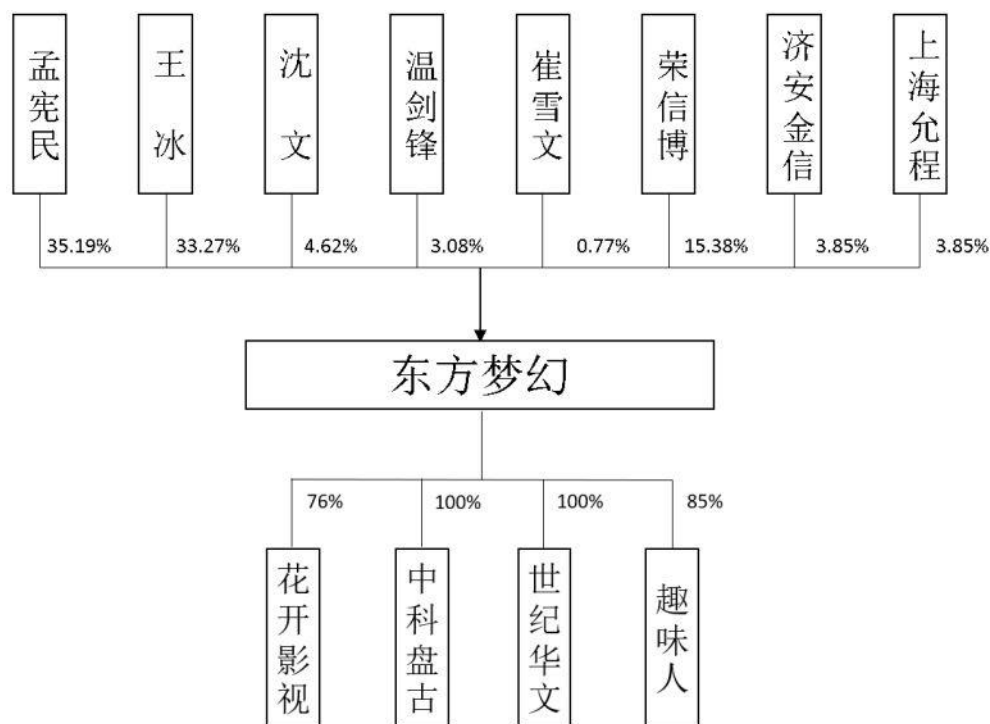 孟宪民
王冰
沈文
温剑锋
崔雪文
荣信博
济安金信
上海允程
35.19%
33.27%
4.62%
3.08%
0.77%
15.38%
3.85%
3.85%
东方梦幻
76%
100%
100%
85%
花开影视
中科盘古
世纪华文
趣味人